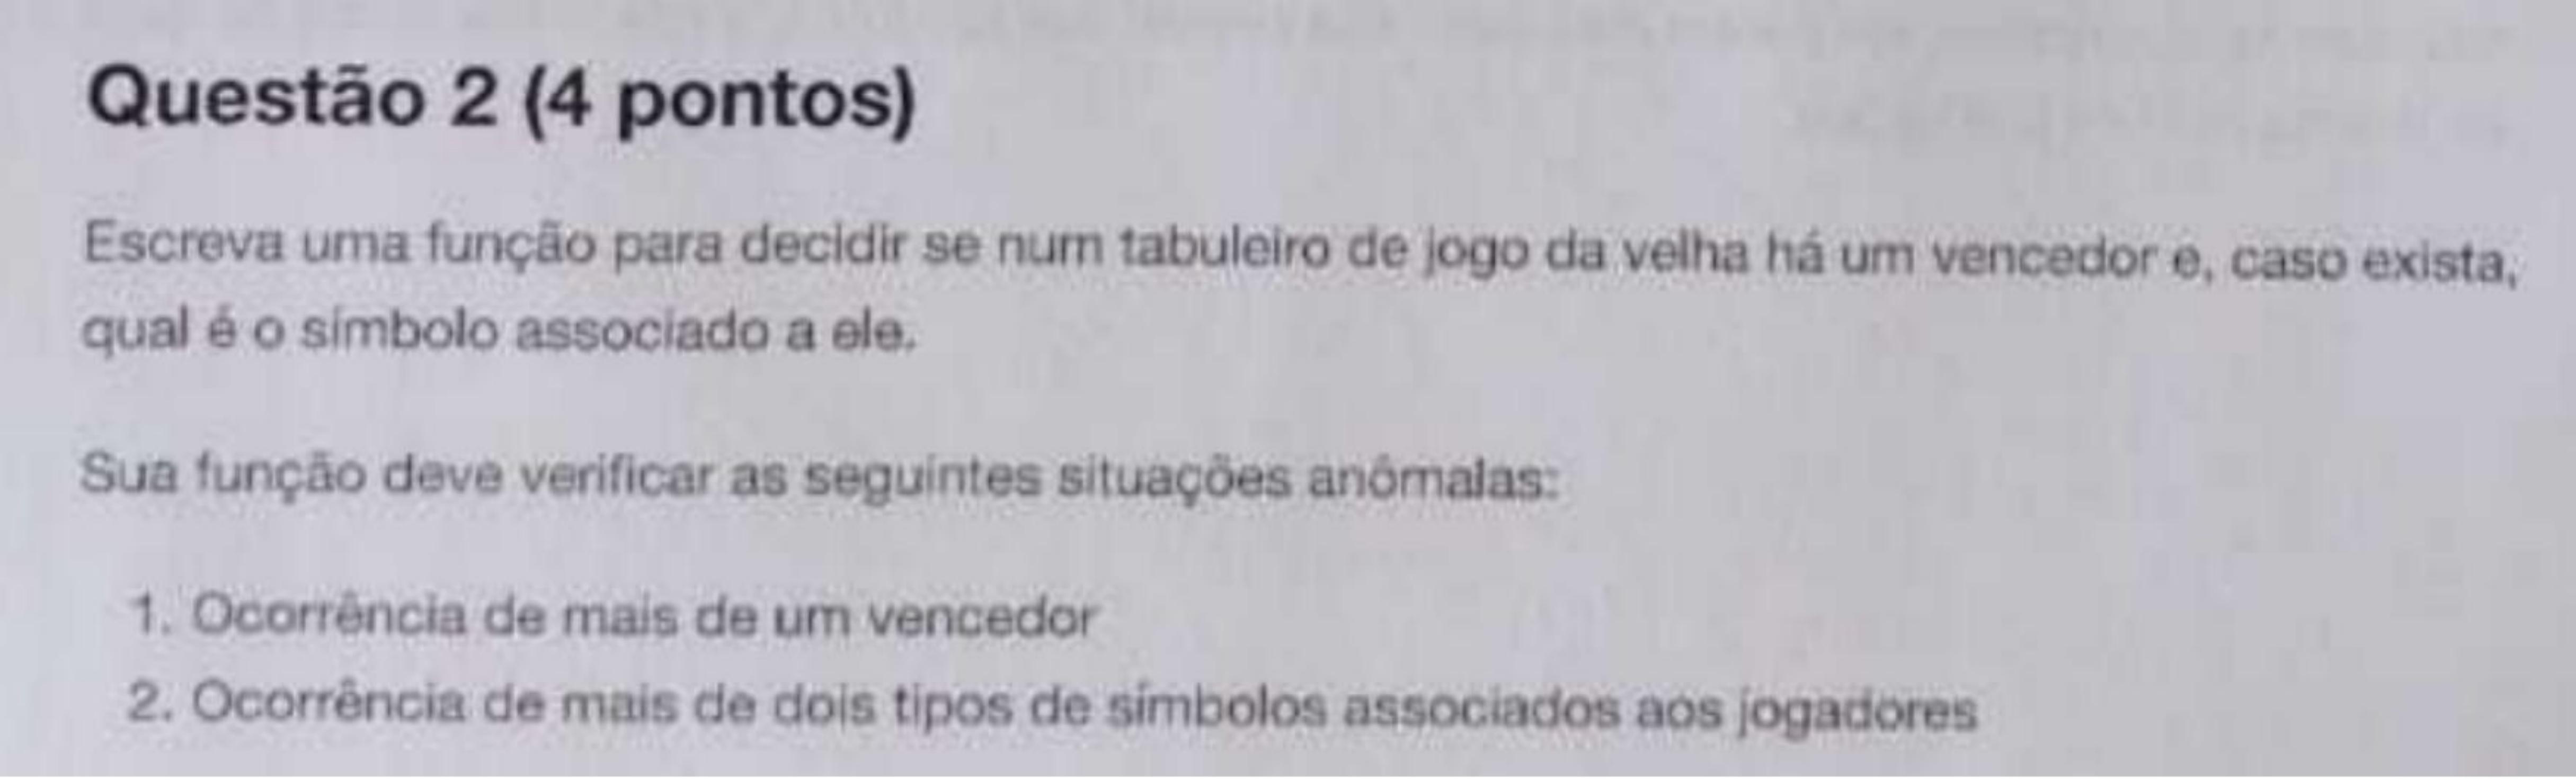 Questão 2 (4 pontos)
Escreva uma função para decidir se num tabuleiro de jogo da velha há um vencedor e, caso exista,
qual é o símbolo associado a ele.
Sua função deve verificar as seguintes situações anômalas:
1. Ocorrência de mais de um vencedor
2. Ocorrência de mais de dois tipos de símbolos associados aos jogadores